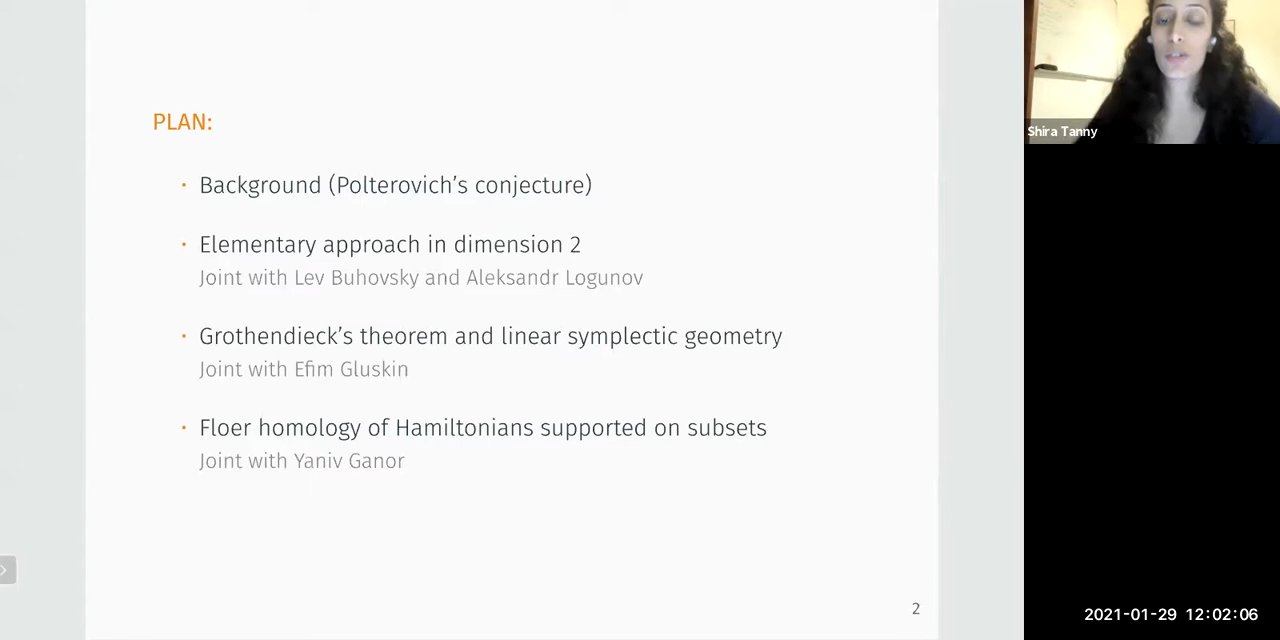 PLAN:
· Background (Polterovich’s conjecture)
· Elementary approach in dimension 2
Joint with Lev Buhovsky and Aleksandr Logunov
· Grothendieck’s theorem and linear symplectic geometry
Joint with Efim Gluskin
· Floer homology of Hamiltonians supported on subsets
Joint with Yaniv Ganor
2
Shira Tanny
2021-01-29 12:02:06